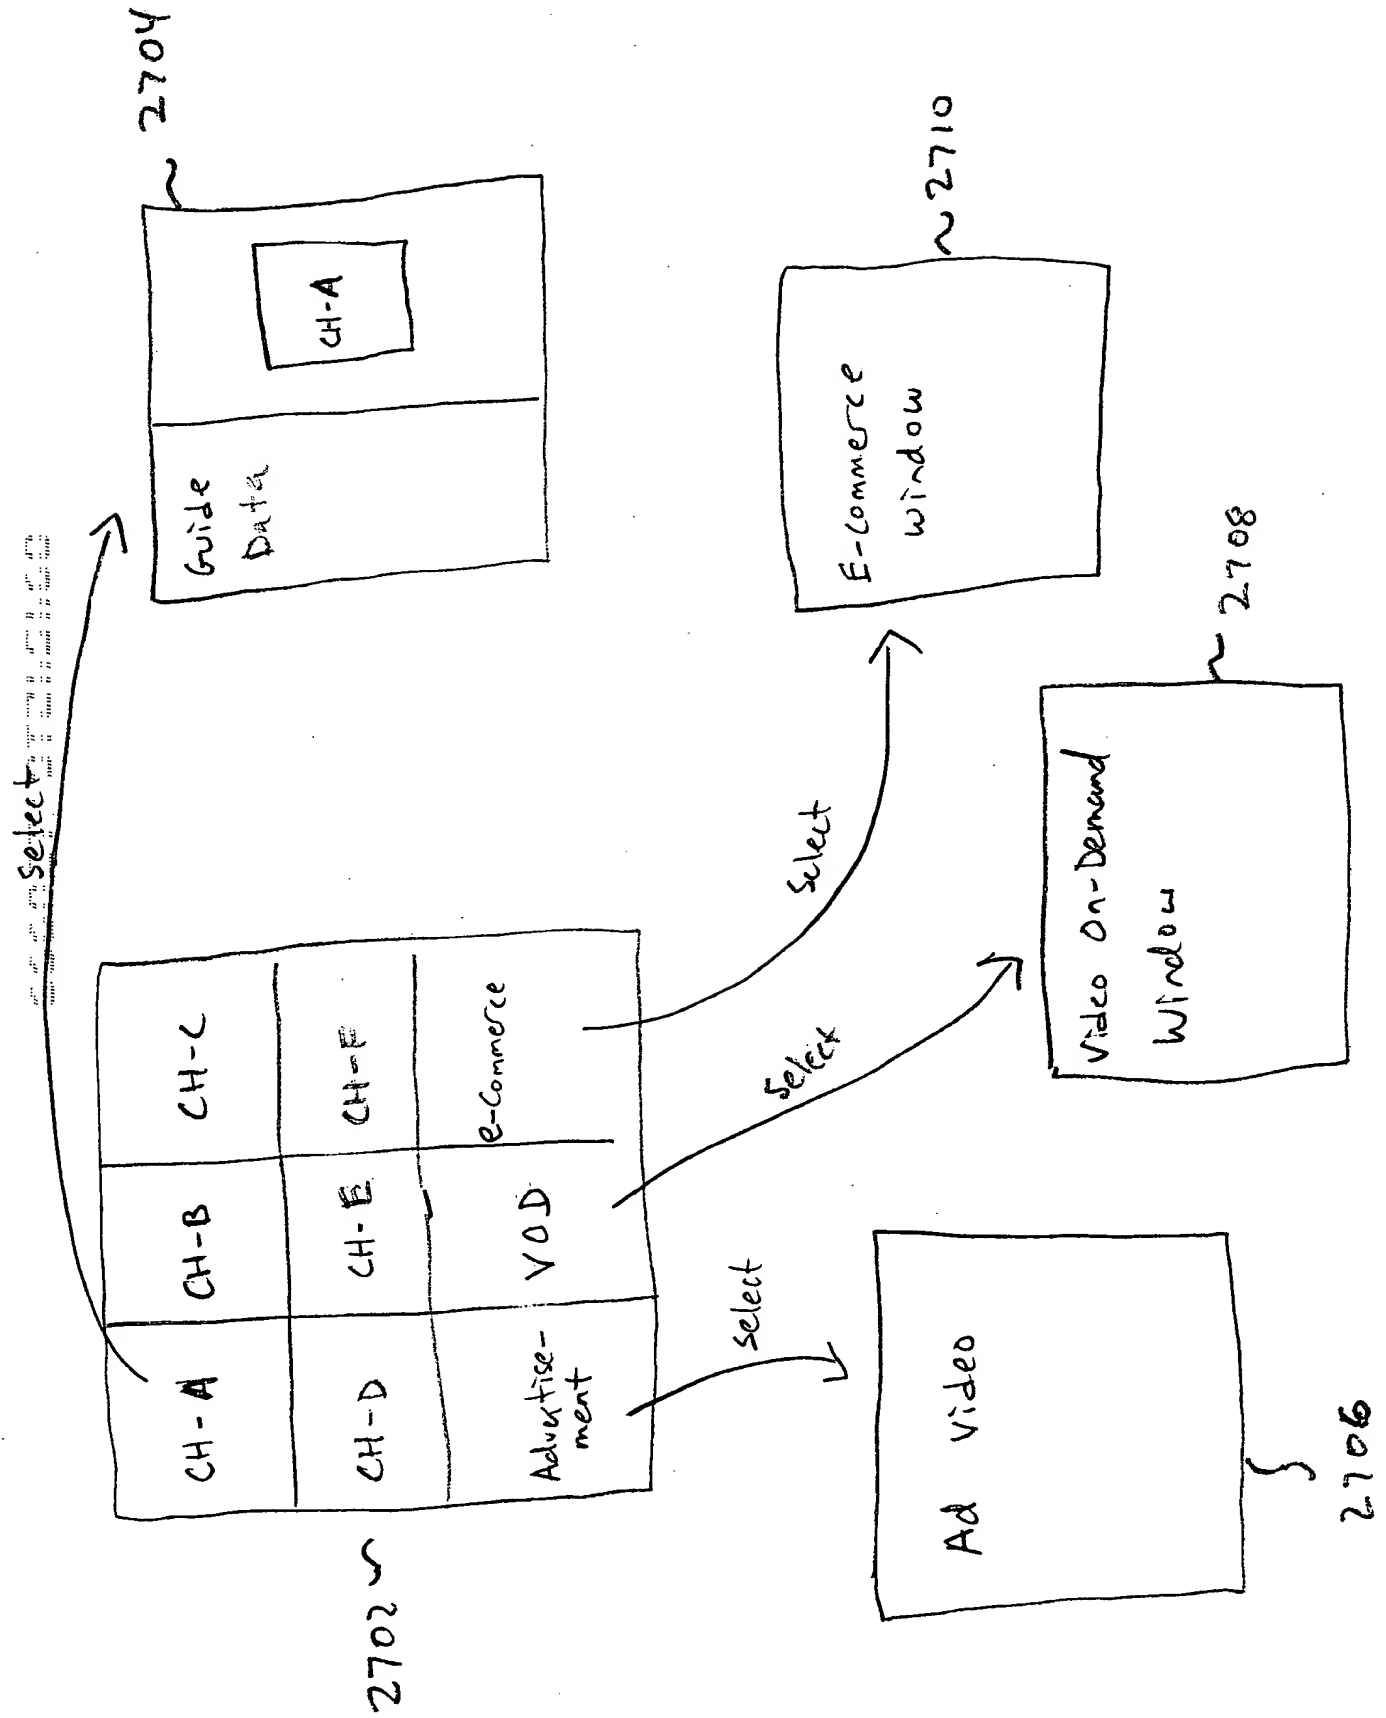 Select
2704
CH-A
CH-B
CH-C
CH-D
CH-E
CH-F
Advertise-
ment
VOD
e-Commerce
2702
Guide
Data
CH-A
Select
Select
Select
E-Commerce
Window
2710
Video On-Demand
Window
2708
Ad Video
2706